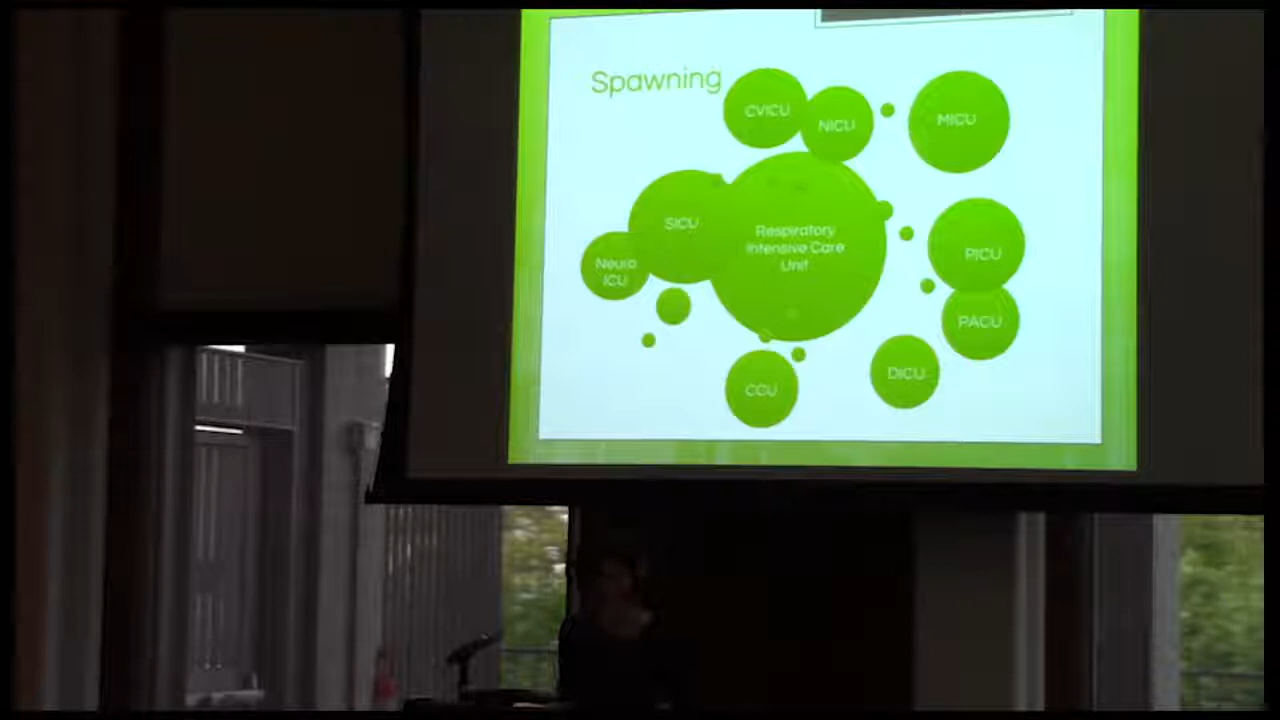 Spawning
CVICU
NICU
MICU
SICU
Respiratory
Intensive Care
Unit
Neuro
ICU
PICU
PACU
DICU
CCU